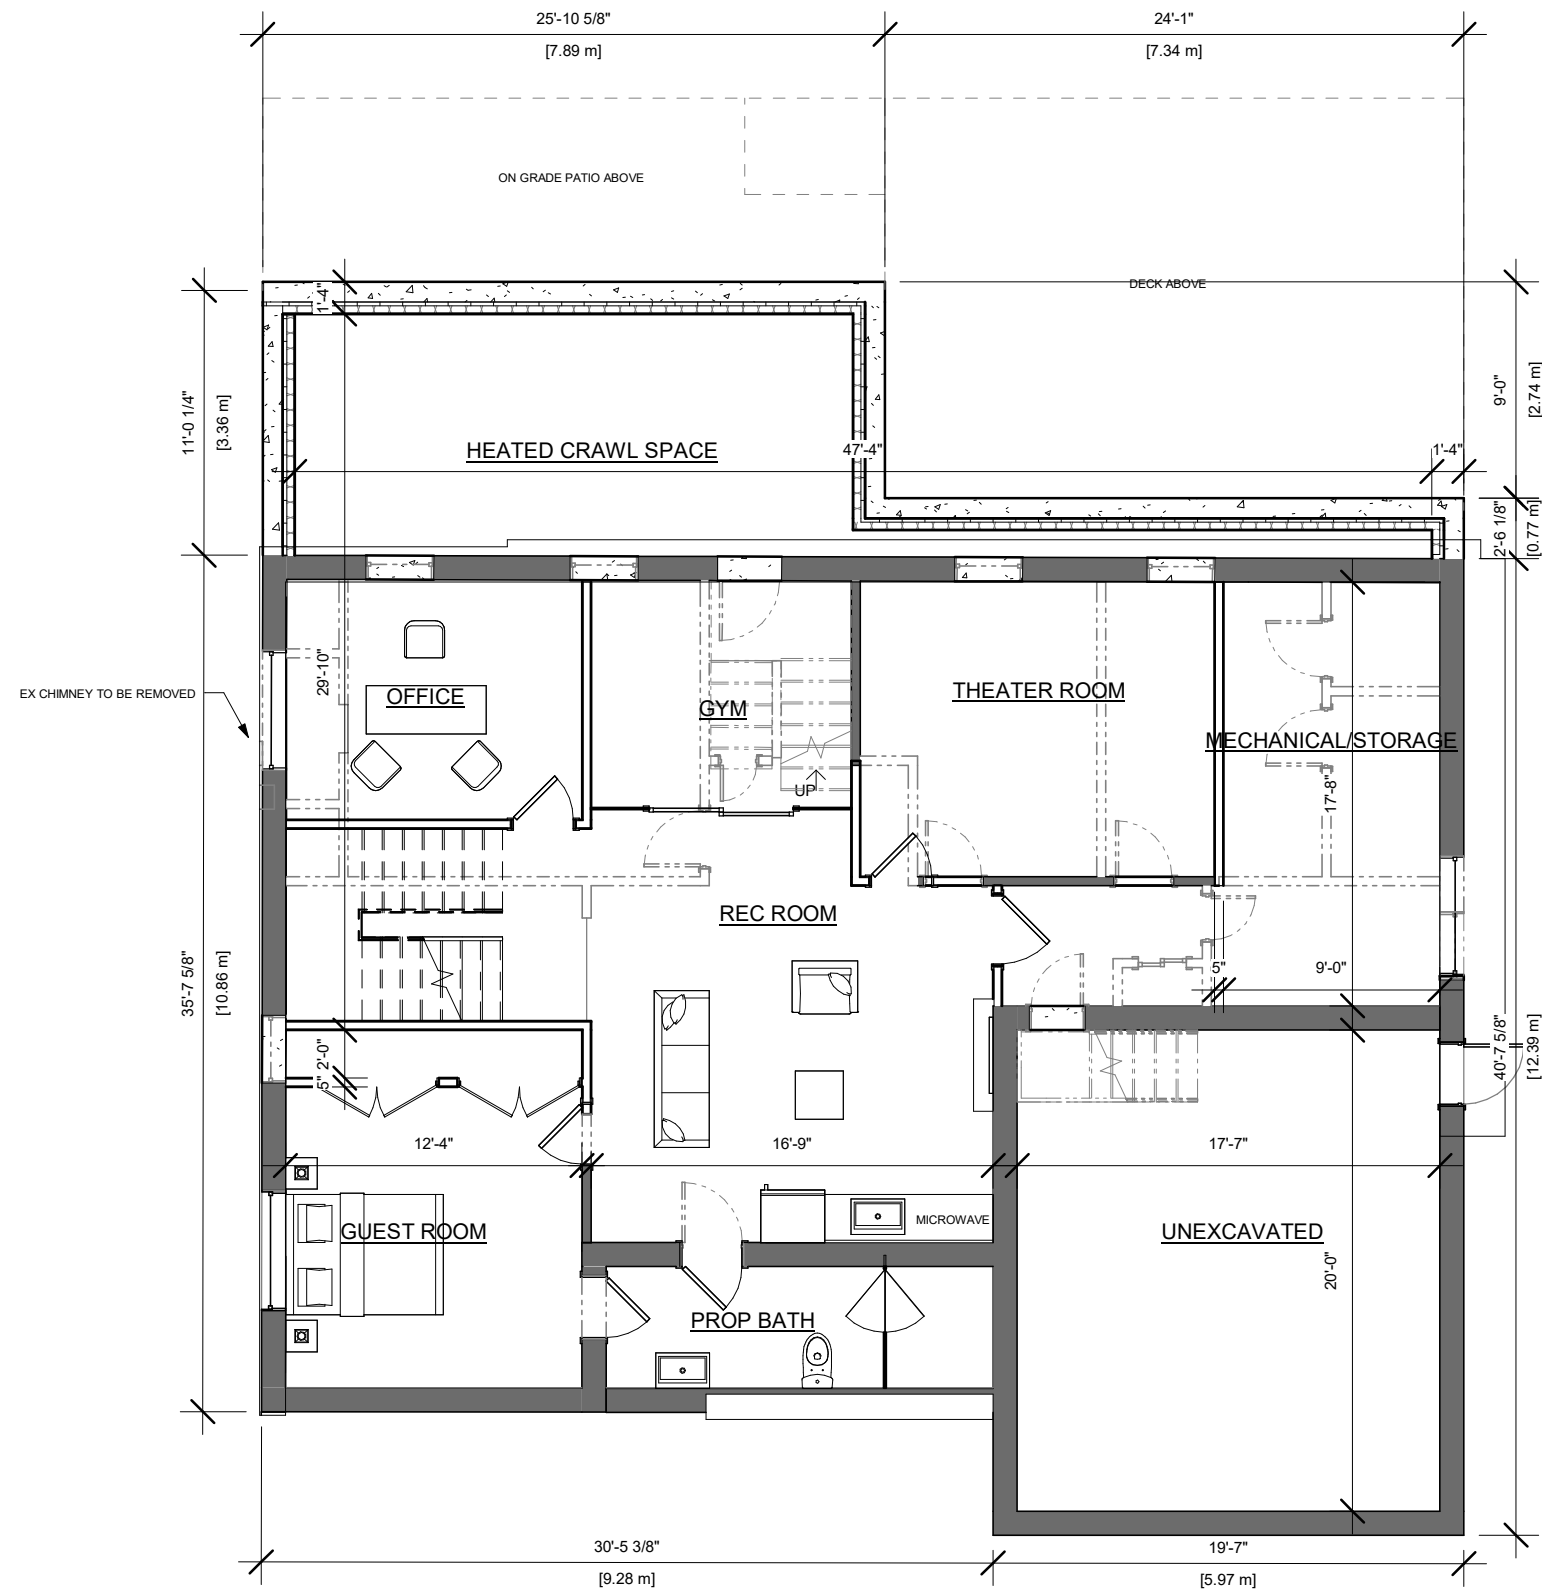 25'-10 5/8"
24'-1"
[7.89 m]
[7.34 m]
ON GRADE PATIO ABOVE
DECK ABOVE
1'-4"
11'-0 1/4"
[3.36 m]
9'-0"
[2.74 m]
HEATED CRAWL SPACE
47'-4"
1'-4"
2'-6 1/8"
[0.77 m]
29'-10"
EX CHIMNEY TO BE REMOVED
OFFICE
GYM
THEATER ROOM
MECHANICAL/STORAGE
UP
17'-8"
REC ROOM
5"
9'-0"
35'-7 5/8"
[10.86 m]
2'-0"
5"
40'-7 5/8"
[12.39 m]
12'-4"
16'-9"
17'-7"
GUEST ROOM
MICROWAVE
UNEXCAVATED
20'-0"
PROP BATH
30'-5 3/8"
19'-7"
[9.28 m]
[5.97 m]